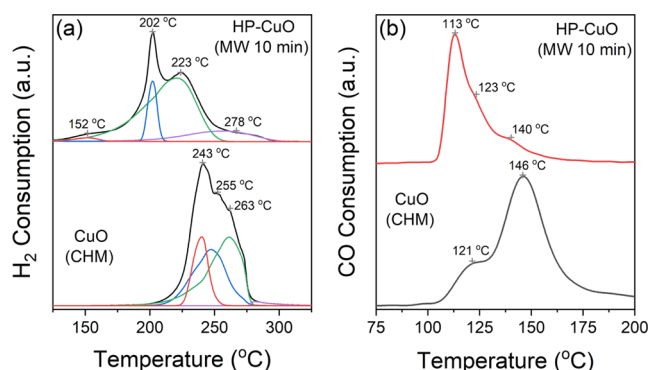 (a)
202 °C
HP-CuO
(MW 10 min)
223 °C
152 °C
278 °C
243 °C
255 °C
263 °C
CuO
(CHM)
H₂ Consumption (a.u.)
150
200
250
300
Temperature (°C)
(b)
113 °C
HP-CuO
(MW 10 min)
123 °C
140 °C
146 °C
CuO
(CHM)
121 °C
CO Consumption (a.u.)
75
100
125
150
175
200
Temperature (°C)